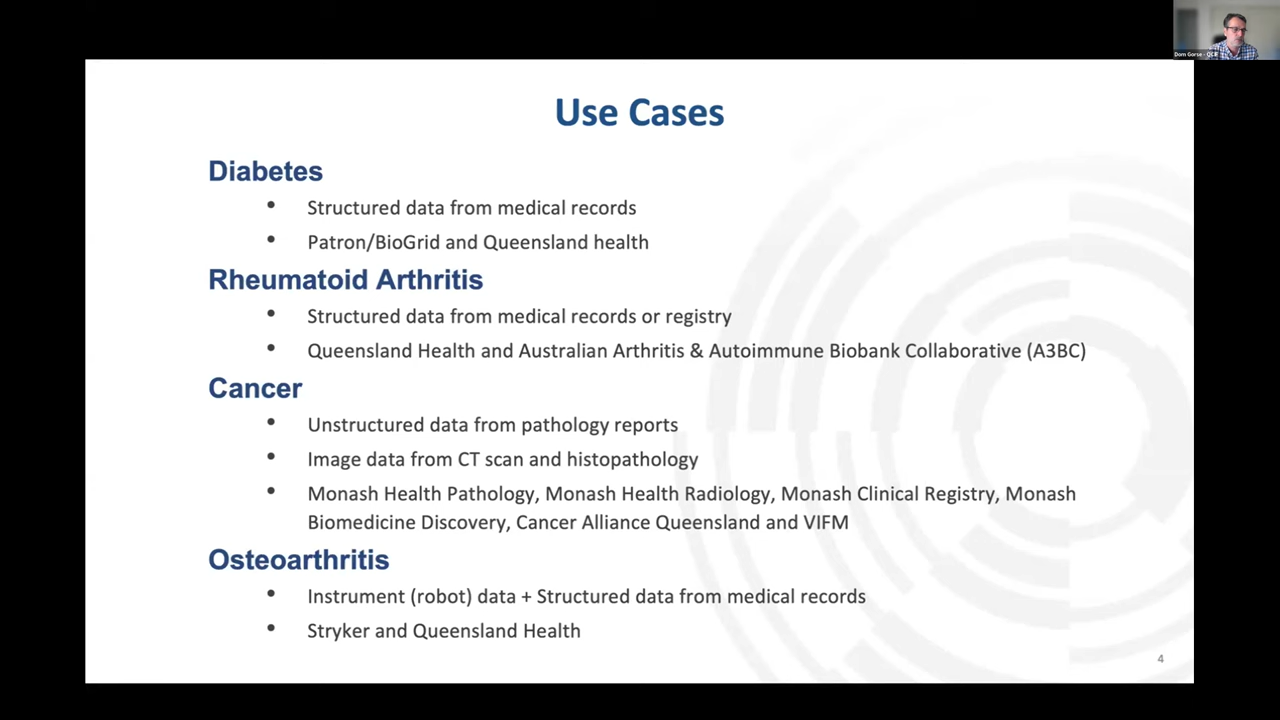 Dom Gorse - QCIF
Use Cases
Diabetes
• Structured data from medical records
• Patron/BioGrid and Queensland health
Rheumatoid Arthritis
• Structured data from medical records or registry
• Queensland Health and Australian Arthritis & Autoimmune Biobank Collaborative (A3BC)
Cancer
• Unstructured data from pathology reports
• Image data from CT scan and histopathology
• Monash Health Pathology, Monash Health Radiology, Monash Clinical Registry, Monash
Biomedicine Discovery, Cancer Alliance Queensland and VIFM
Osteoarthritis
• Instrument (robot) data + Structured data from medical records
• Stryker and Queensland Health
4